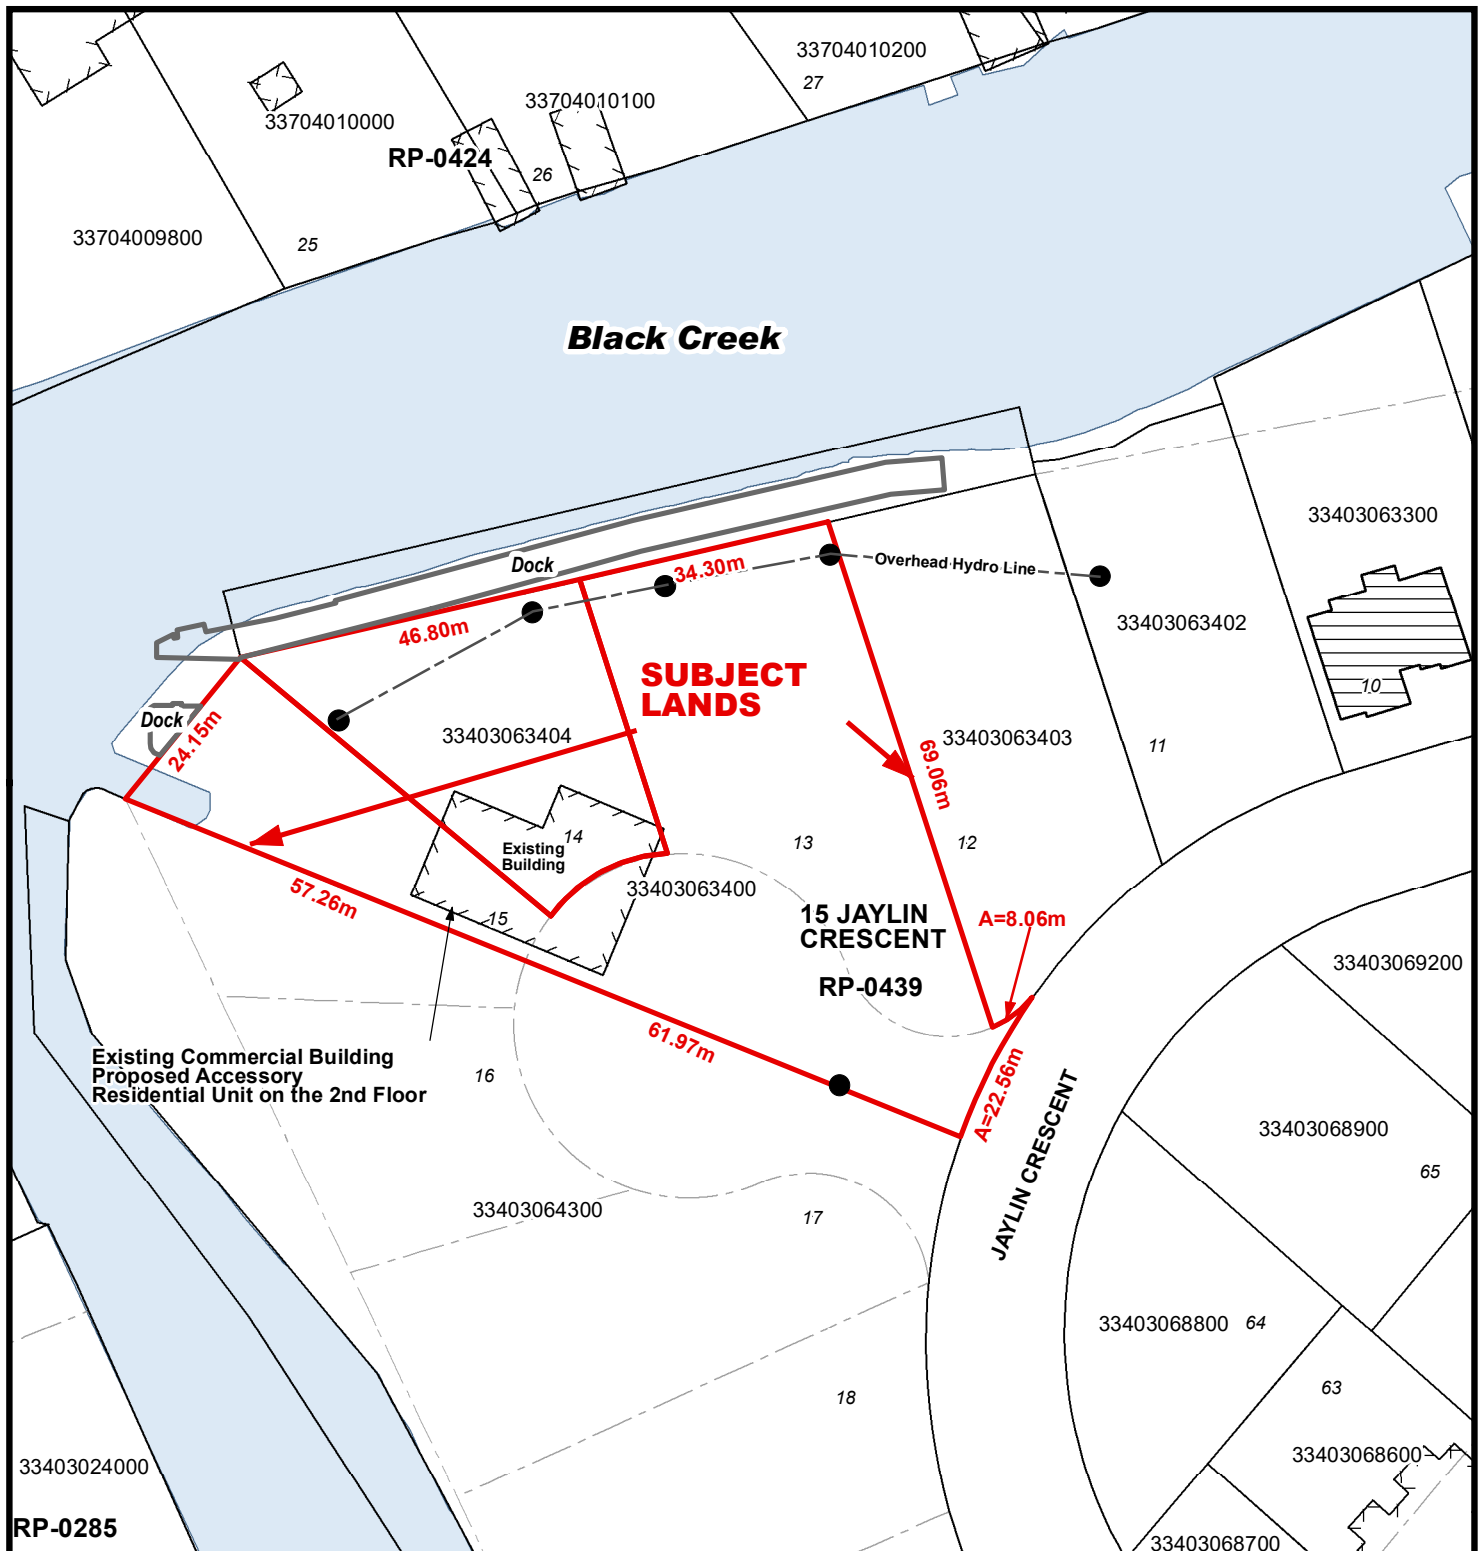 33704010200
27
33704010100
33704010000
RP-0424
26
33704009800
25
Black Creek
33403063300
Dock
34.30m
Overhead Hydro Line
46.80m
33403063402
SUBJECT
LANDS
10
Dock
24.15m
33403063404
33403063403
11
69.06m
14
13
12
Existing
Building
57.26m
33403063400
15
15 JAYLIN
CRESCENT
A=8.06m
33403069200
RP-0439
61.97m
Existing Commercial Building
Proposed Accessory
Residential Unit on the 2nd Floor
16
A=22.56m
JAYLIN CRESCENT
33403068900
65
33403064300
17
33403068800
64
63
18
33403068600
33403024000
RP-0285
33403068700